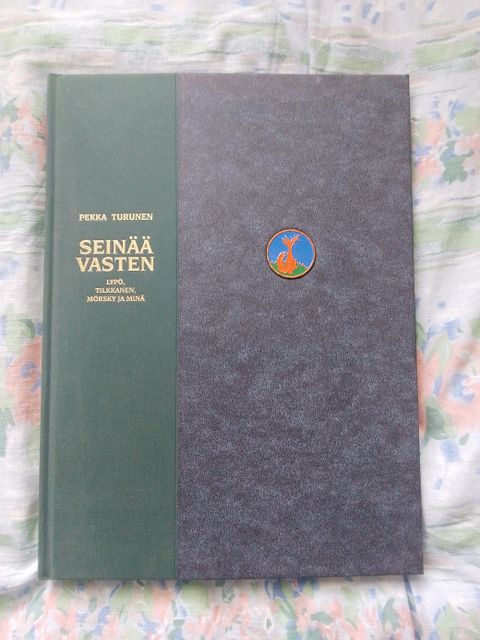 PEKKA TURUNEN
SEINÄÄ
VASTEN
LYPÖ,
TILKKANEN,
MÖRSKY JA MINÄ